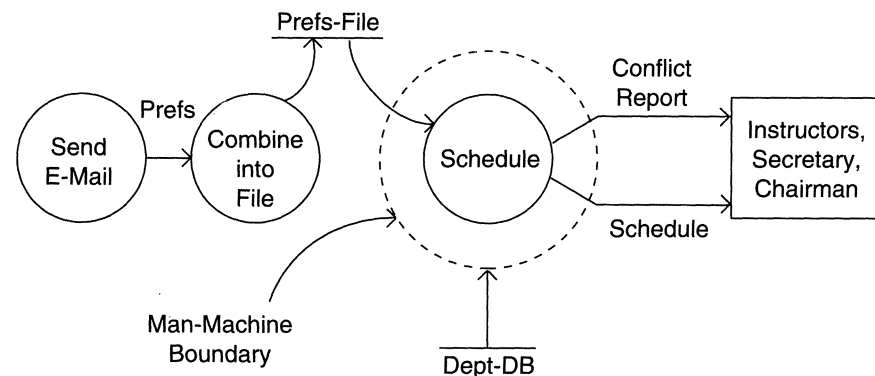 Prefs-File
Prefs
Conflict
Report
Send
E-Mail
Combine
into
File
Schedule
Instructors,
Secretary,
Chairman
Schedule
Man-Machine
Boundary
Dept-DB